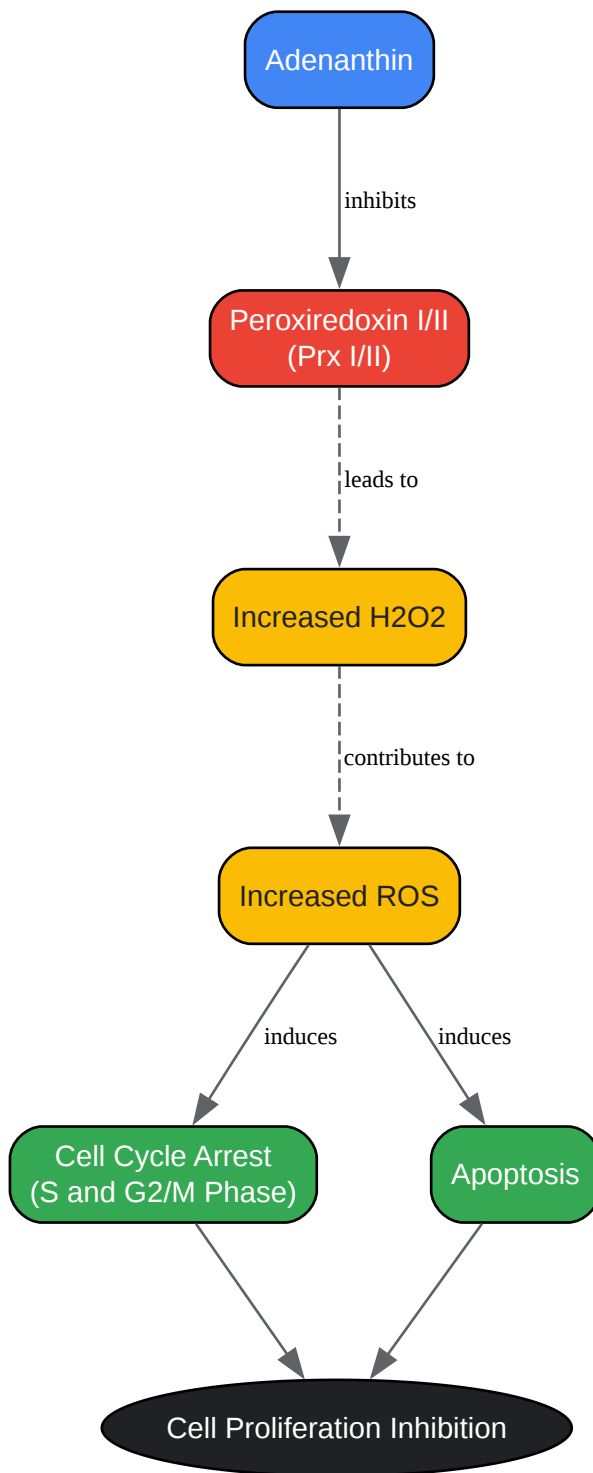 Adenanthin
inhibits
Peroxiredoxin I/II
(Prx I/II)
leads to
Increased H2O2
contributes to
Increased ROS
induces
induces
Cell Cycle Arrest
(S and G2/M Phase)
Apoptosis
Cell Proliferation Inhibition